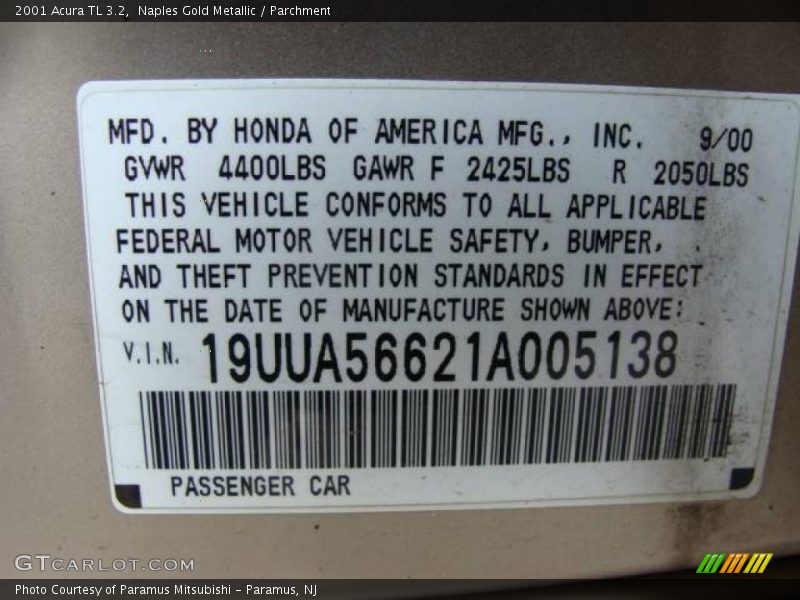 2001 Acura TL 3.2,  Naples Gold Metallic / Parchment
MFD. BY HONDA OF AMERICA MFG., INC. 9/00
GVWR 4400LBS GAWR F 2425LBS R 2050LBS
THIS VEHICLE CONFORMS TO ALL APPLICABLE
FEDERAL MOTOR VEHICLE SAFETY, BUMPER,
AND THEFT PREVENTION STANDARDS IN EFFECT
ON THE DATE OF MANUFACTURE SHOWN ABOVE:
V.I.N. 19UUA56621A005138
PASSENGER CAR
GTCARLOT.COM
Photo Courtesy of Paramus Mitsubishi - Paramus, NJ